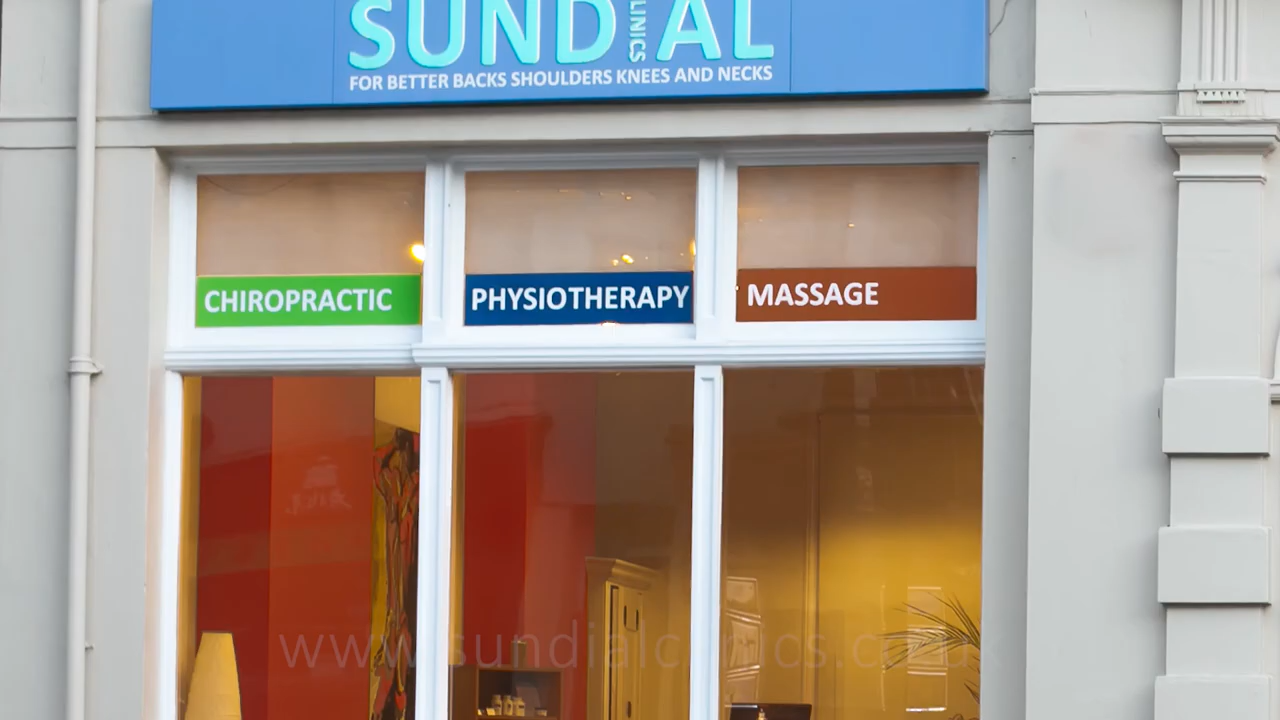 SUNDIAL
CLINICS
FOR BETTER BACKS SHOULDERS KNEES AND NECKS
CHIROPRACTIC
PHYSIOTHERAPY
MASSAGE
www.sundialclinics.co.uk